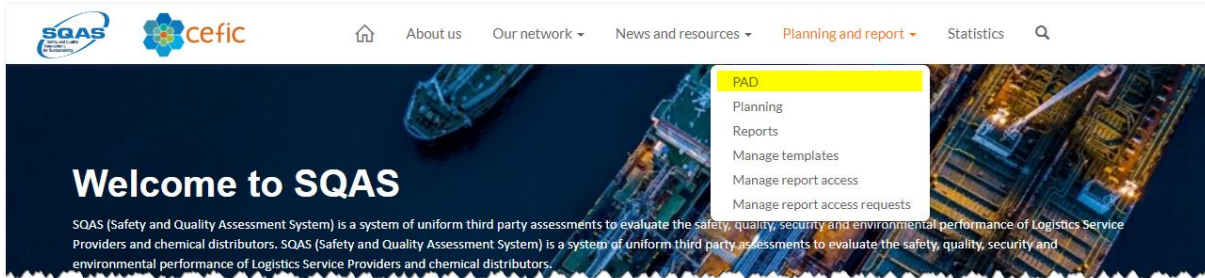 SQAS
cefic
About us
Our network
News and resources
Planning and report
Statistics
PAD
Planning
Reports
Manage templates
Manage report access
Manage report access requests
Welcome to SQAS
SQAS (Safety and Quality Assessment System) is a system of uniform third party assessments to evaluate the safety, quality, security and environmental performance of Logistics Service
Providers and chemical distributors. SQAS (Safety and Quality Assessment System) is a system of uniform third party assessments to evaluate the safety, quality, security and
environmental performance of Logistics Service Providers and chemical distributors.